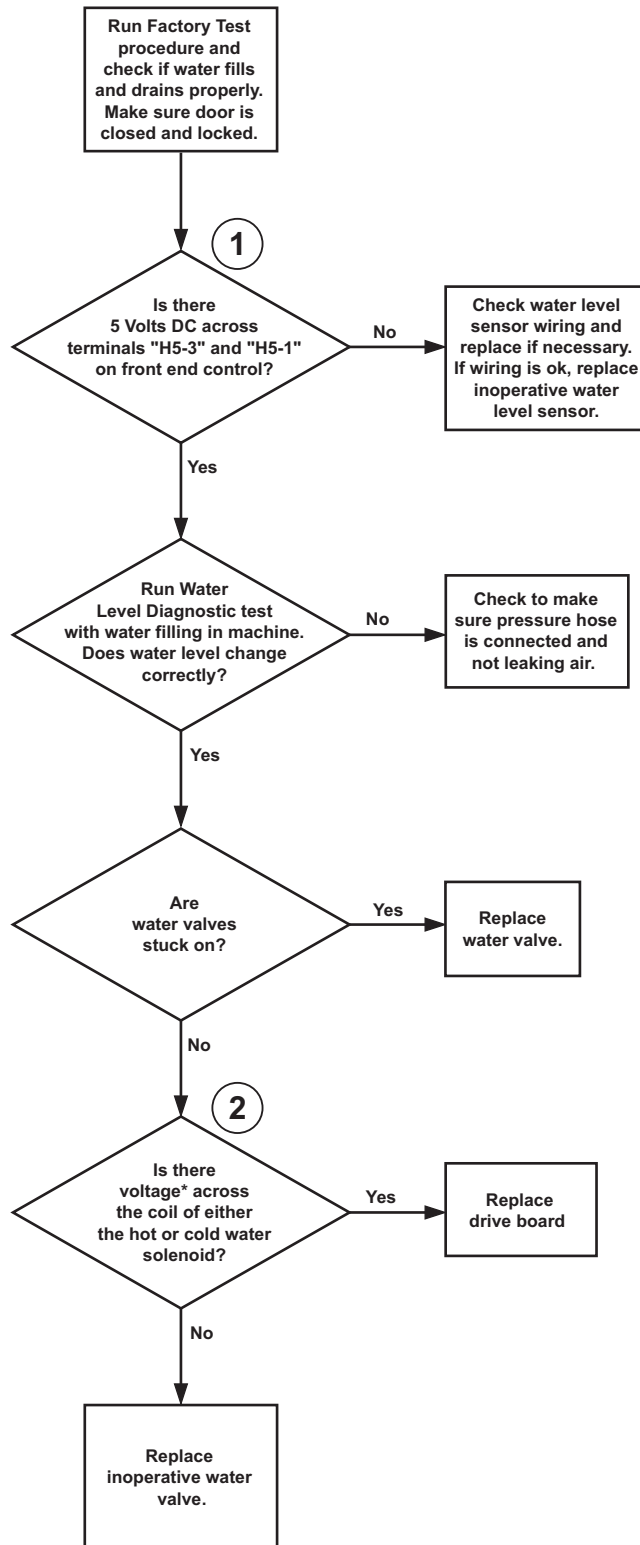 Run Factory Test
procedure and
check if water fills
and drains properly.
Make sure door is
closed and locked.
1
Is there
5 Volts DC across
terminals "H5-3" and "H5-1"
on front end control?
No
Check water level
sensor wiring and
replace if necessary.
If wiring is ok, replace
inoperative water
level sensor.
Yes
Run Water
Level Diagnostic test
with water filling in machine.
Does water level change
correctly?
No
Check to make
sure pressure hose
is connected and
not leaking air.
Yes
Are
water valves
stuck on?
Yes
Replace
water valve.
No
2
Is there
voltage* across
the coil of either
the hot or cold water
solenoid?
Yes
Replace
drive board
No
Replace
inoperative water
valve.